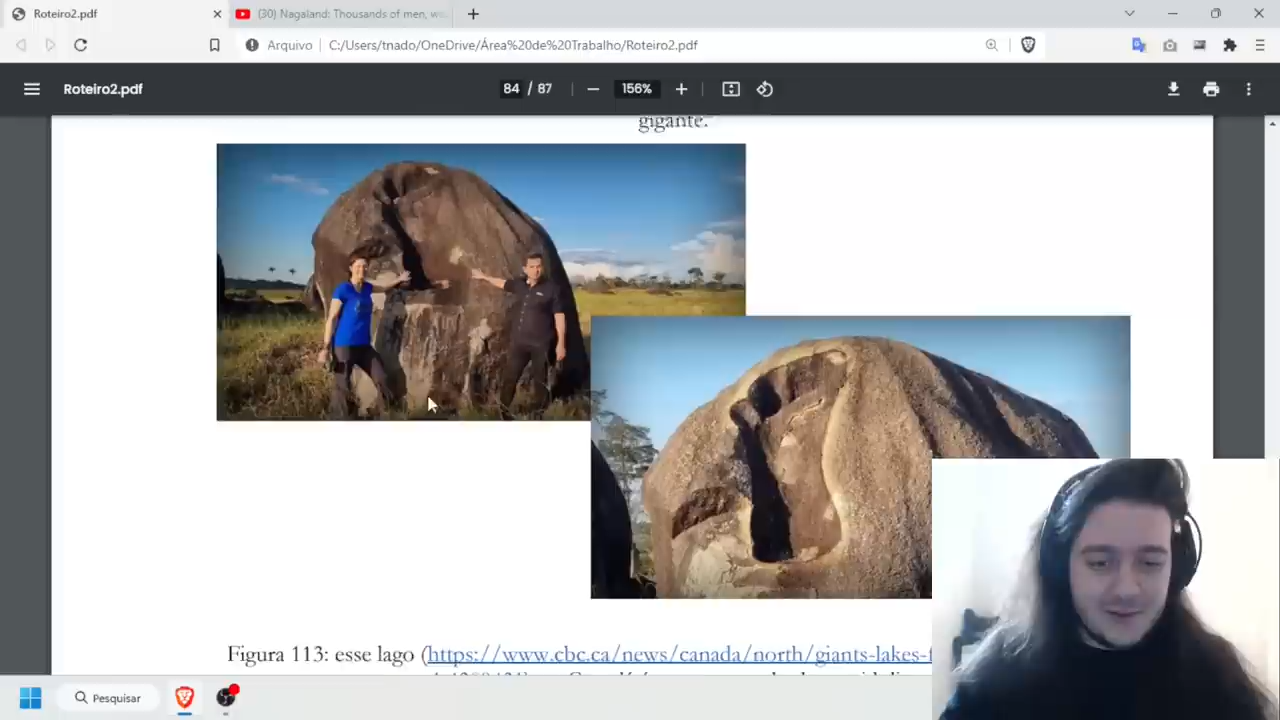 Roteiro2.pdf
(30) Nagaland: Thousands of men, wo
Arquivo
C:/Users/tnado/OneDrive/Área%20de%20Trabalho/Roteiro2.pdf
Roteiro2.pdf
84 / 87
156%
gigante.
Figura 113: esse lago (https://www.cbc.ca/news/canada/north/giants-lakes-f
Pesquisar